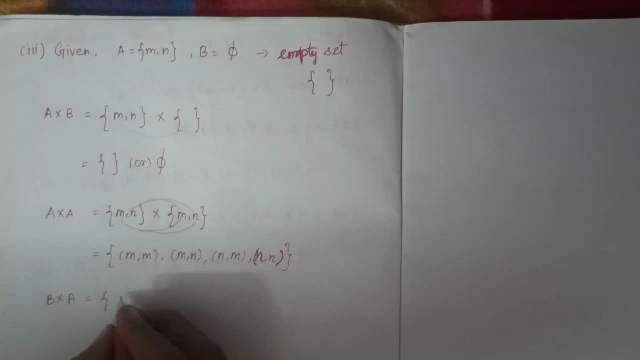 (iii) Given, A = {m,n} , B = ϕ → empty set
{ }
A×B = {m,n} × { }
= { } (or) ϕ
A×A = {m,n} × {m,n}
= {(m,m), (m,n), (n,m), (n,n)}
B×A = {